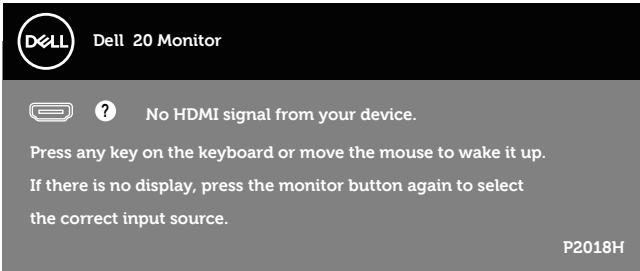 DELL
Dell 20 Monitor
? No HDMI signal from your device.
Press any key on the keyboard or move the mouse to wake it up.
If there is no display, press the monitor button again to select
the correct input source.
P2018H